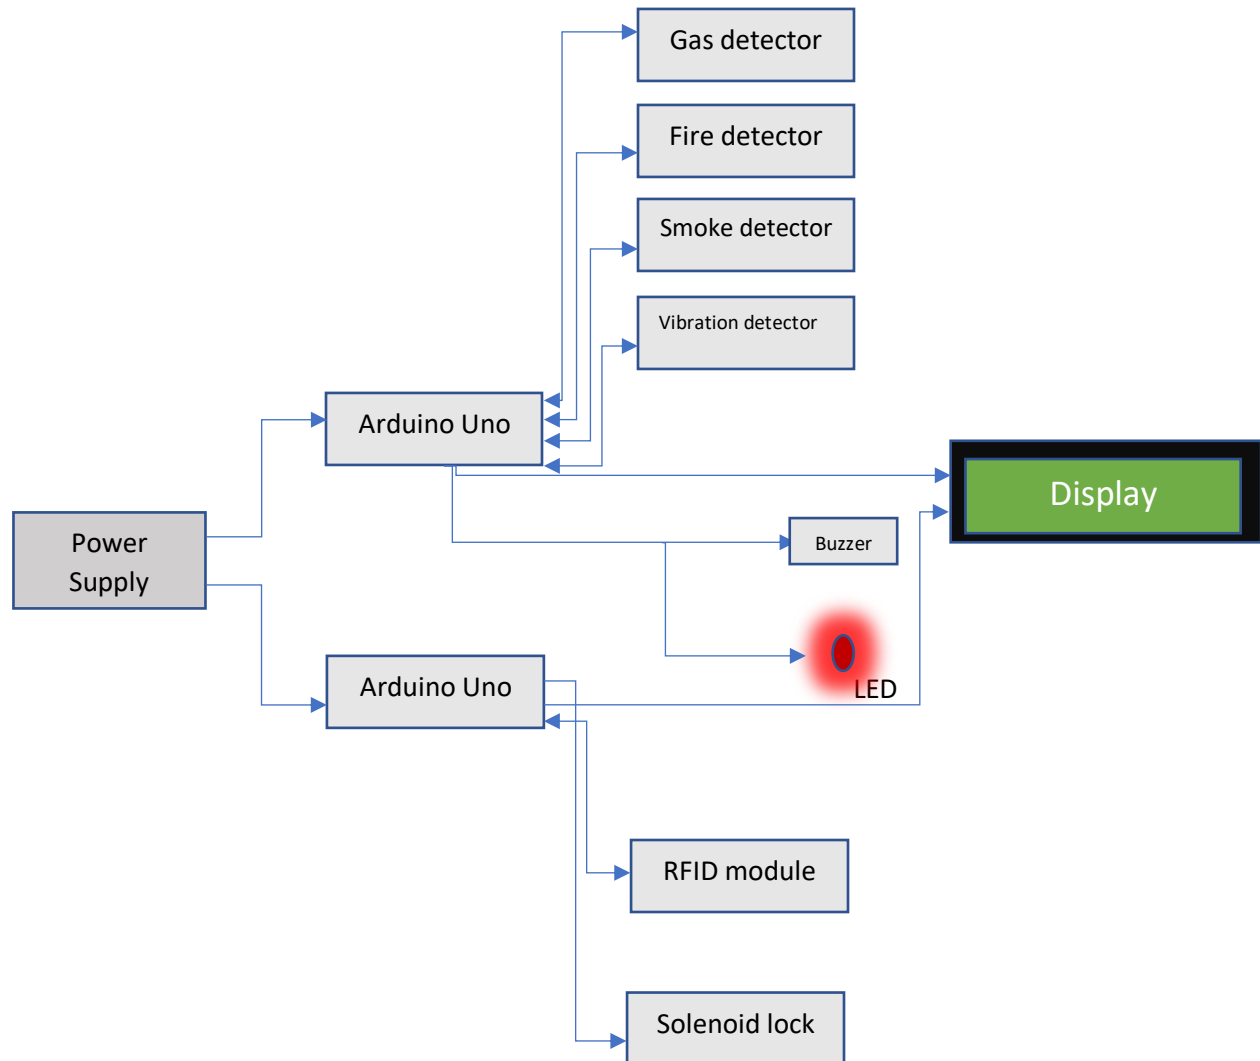 Gas detector
Fire detector
Smoke detector
Vibration detector
Arduino Uno
Display
Power
Supply
Buzzer
Arduino Uno
LED
RFID module
Solenoid lock